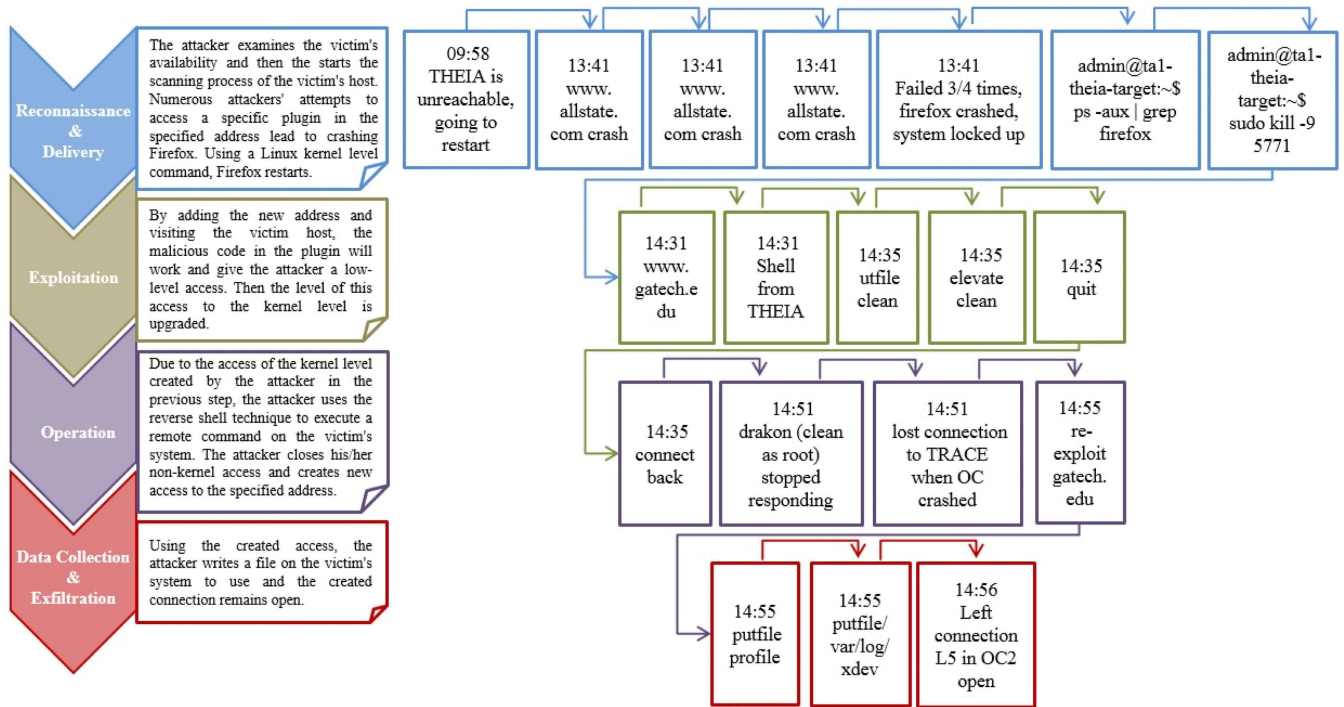 Reconnaissance
&
Delivery
The attacker examines the victim's
availability and then the starts the
scanning process of the victim's host.
Numerous attackers' attempts to
access a specific plugin in the
specified address lead to crashing
Firefox. Using a Linux kernel level
command, Firefox restarts.
09:58
THEIA is
unreachable,
going to
restart
13:41
www.
allstate.
com crash
13:41
www.
allstate.
com crash
13:41
www.
allstate.
com crash
13:41
Failed 3/4 times,
firefox crashed,
system locked up
admin@ta1-
theia-target:~$
ps -aux | grep
firefox
admin@ta1-
theia-
target:~$
sudo kill -9
5771
Exploitation
By adding the new address and
visiting the victim host, the
malicious code in the plugin will
work and give the attacker a low-
level access. Then the level of this
access to the kernel level is
upgraded.
14:31
www.
gatech.e
du
14:31
Shell
from
THEIA
14:35
utfile
clean
14:35
elevate
clean
14:35
quit
Operation
Due to the access of the kernel level
created by the attacker in the
previous step, the attacker uses the
reverse shell technique to execute a
remote command on the victim's
system. The attacker closes his/her
non-kernel access and creates new
access to the specified address.
14:35
connect
back
14:51
drakon (clean
as root)
stopped
responding
14:51
lost connection
to TRACE
when OC
crashed
14:55
re-
exploit
gatech.
edu
Data Collection
&
Exfiltration
Using the created access, the
attacker writes a file on the victim's
system to use and the created
connection remains open.
14:55
putfile
profile
14:55
putfile/
var/log/
xdev
14:56
Left
connection
L5 in OC2
open